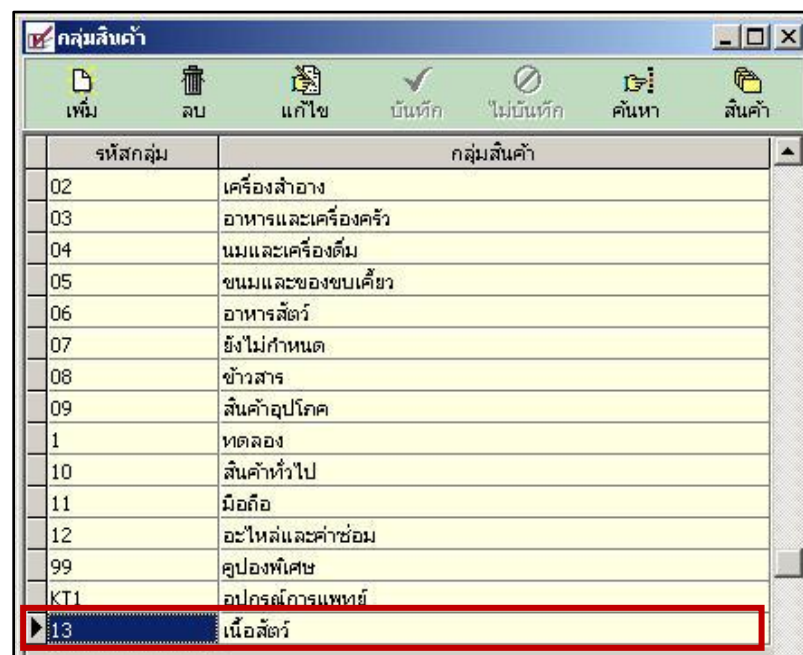 กลุ่มสินค้า
เพิ่ม ลบ แก้ไข บันทึก ไม่บันทึก ค้นหา สินค้า
รหัสกลุ่ม กลุ่มสินค้า
02 เครื่องสำอาง
03 อาหารและเครื่องครัว
04 นมและเครื่องดื่ม
05 ขนมและของขบเคี้ยว
06 อาหารสัตว์
07 ยังไม่กำหนด
08 ข้าวสาร
09 สินค้าอุปโภค
1 ทดลอง
10 สินค้าทั่วไป
11 มือถือ
12 อะไหล่และค่าซ่อม
99 คูปองพิเศษ
KT1 อุปกรณ์การแพทย์
13 เนื้อสัตว์